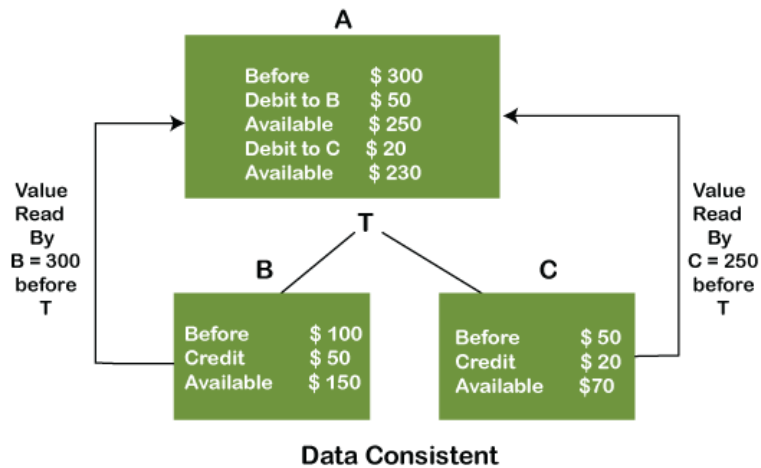 A
Before $ 300
Debit to B $ 50
Available $ 250
Debit to C $ 20
Available $ 230
Value
Read
By
B = 300
before
T
Value
Read
By
C = 250
before
T
T
B
Before $ 100
Credit $ 50
Available $ 150
C
Before $ 50
Credit $ 20
Available $70
Data Consistent